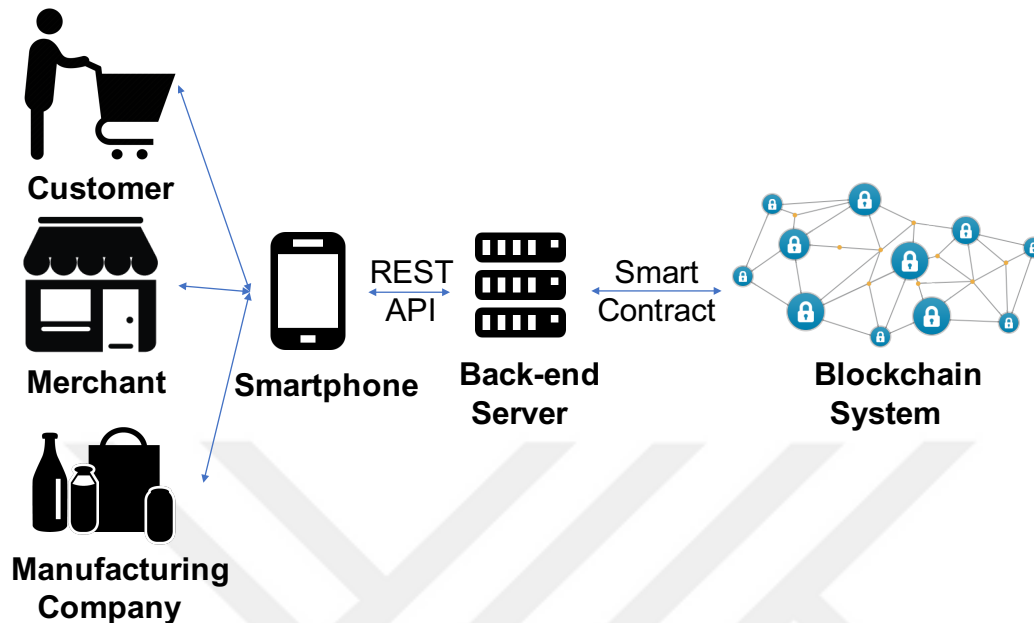 Customer
Merchant
Manufacturing
Company
Smartphone
REST
API
Back-end
Server
Smart
Contract
Blockchain
System